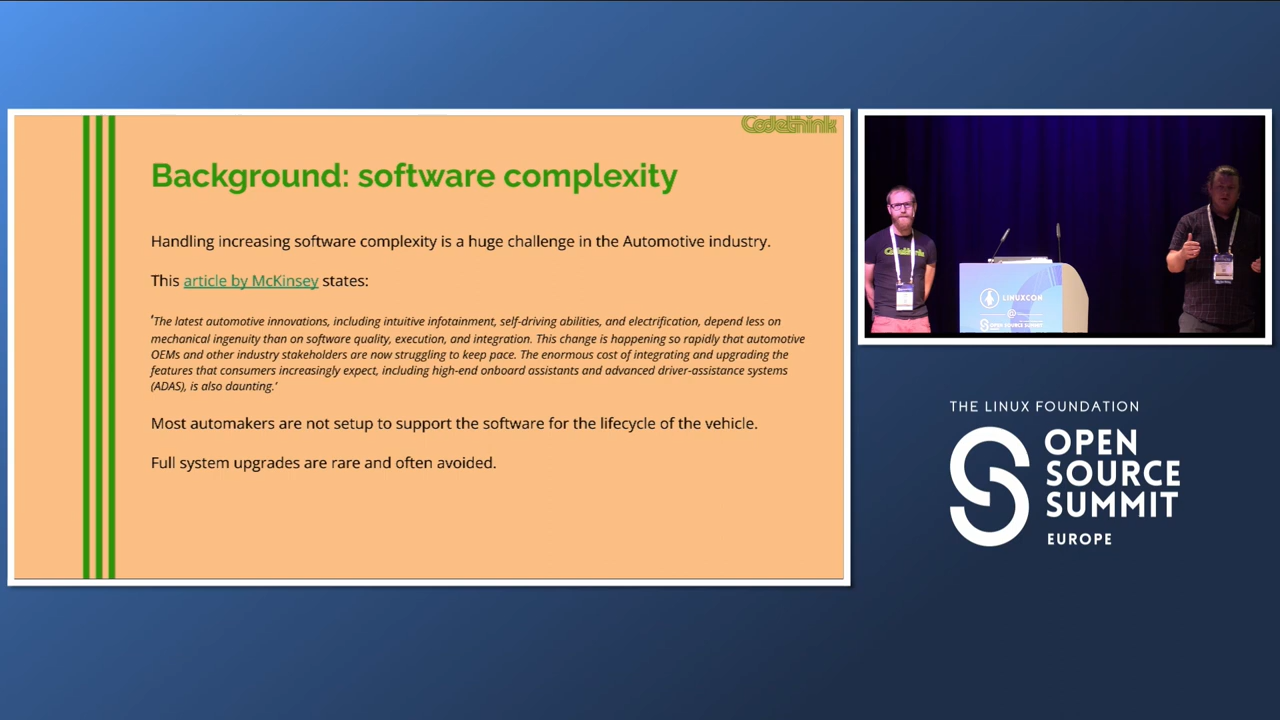 Codethink
Background: software complexity
Handling increasing software complexity is a huge challenge in the Automotive industry.
This article by McKinsey states:
'The latest automotive innovations, including intuitive infotainment, self-driving abilities, and electrification, depend less on
mechanical ingenuity than on software quality, execution, and integration. This change is happening so rapidly that automotive
OEMs and other industry stakeholders are now struggling to keep pace. The enormous cost of integrating and upgrading the
features that consumers increasingly expect, including high-end onboard assistants and advanced driver-assistance systems
(ADAS), is also daunting.'
Most automakers are not setup to support the software for the lifecycle of the vehicle.
Full system upgrades are rare and often avoided.
Codethink
LINUXCON
@
OPEN SOURCE SUMMIT
THE LINUX FOUNDATION
OPEN
SOURCE
SUMMIT
EUROPE